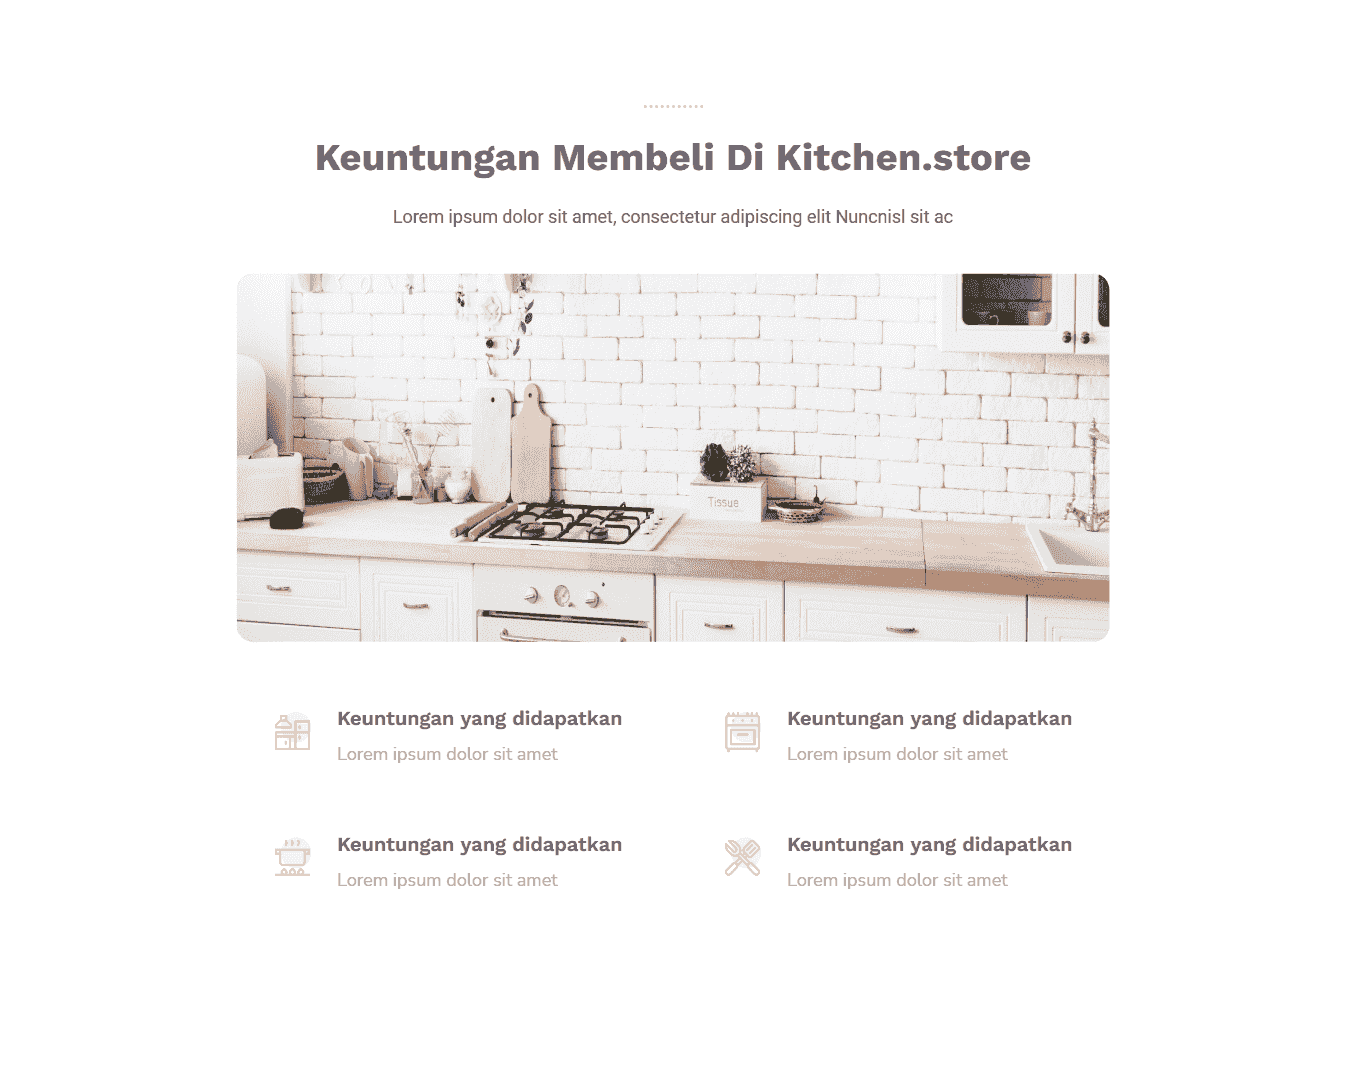 Keuntungan Membeli Di Kitchen.store
Lorem ipsum dolor sit amet, consectetur adipiscing elit Nuncnisl sit ac
Tissue
Keuntungan yang didapatkan
Lorem ipsum dolor sit amet
Keuntungan yang didapatkan
Lorem ipsum dolor sit amet
Keuntungan yang didapatkan
Lorem ipsum dolor sit amet
Keuntungan yang didapatkan
Lorem ipsum dolor sit amet